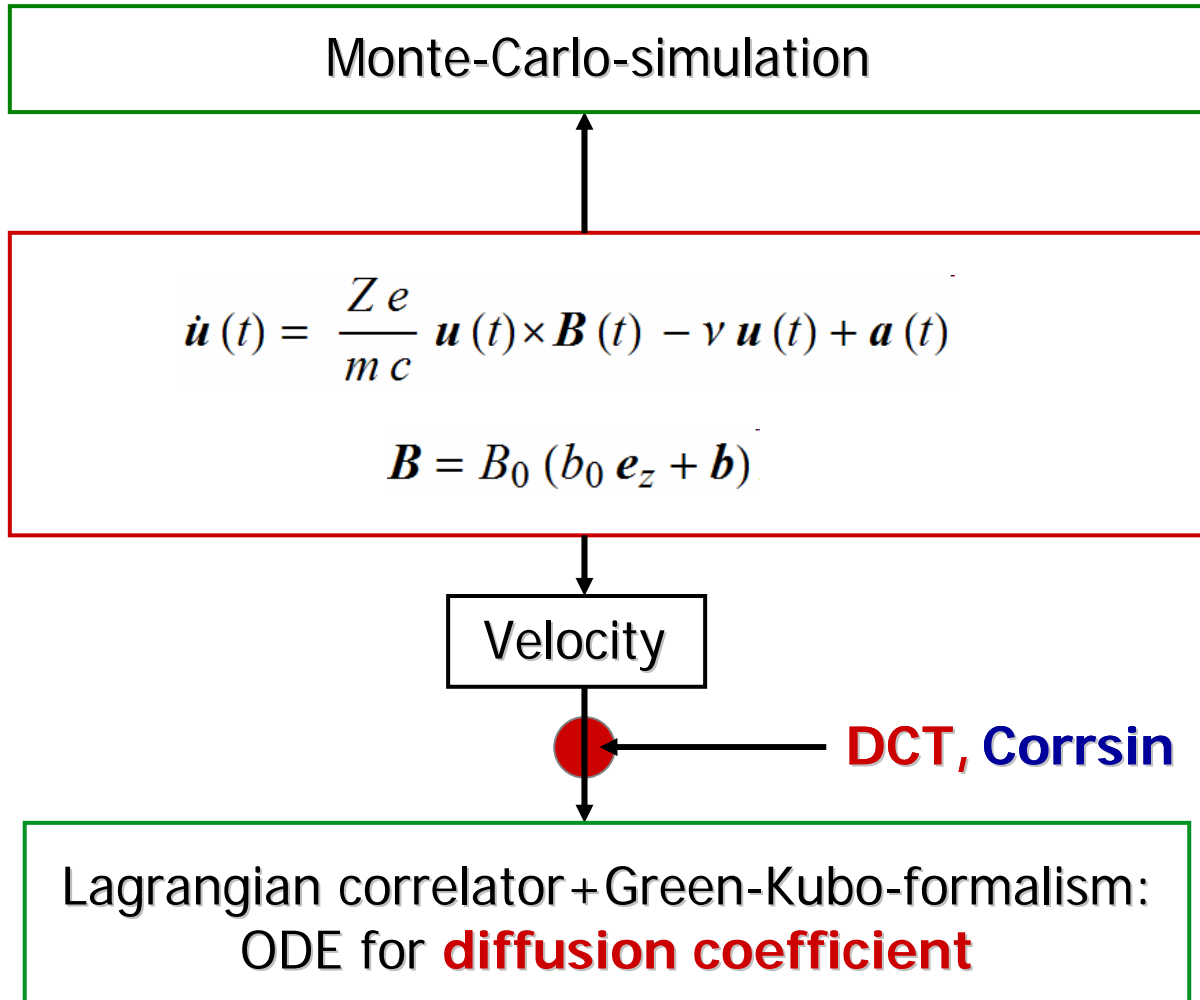 Monte-Carlo-simulation
u̇ (t) = Z e / m c u (t) × B (t) − ν u (t) + a (t)
B = B₀ (b₀ e_z + b)
Velocity
DCT, Corrsin
Lagrangian correlator+Green-Kubo-formalism:
ODE for diffusion coefficient